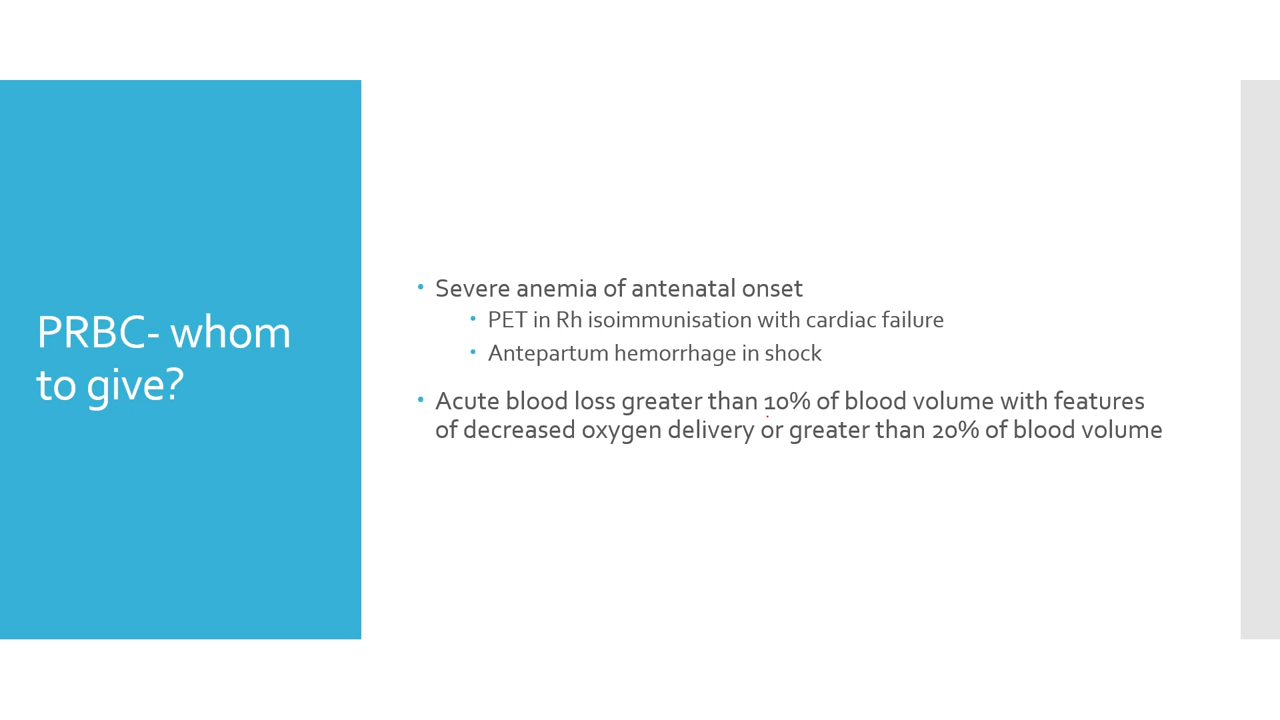 PRBC- whom
to give?
• Severe anemia of antenatal onset
• PET in Rh isoimmunisation with cardiac failure
• Antepartum hemorrhage in shock
• Acute blood loss greater than 10% of blood volume with features
of decreased oxygen delivery or greater than 20% of blood volume